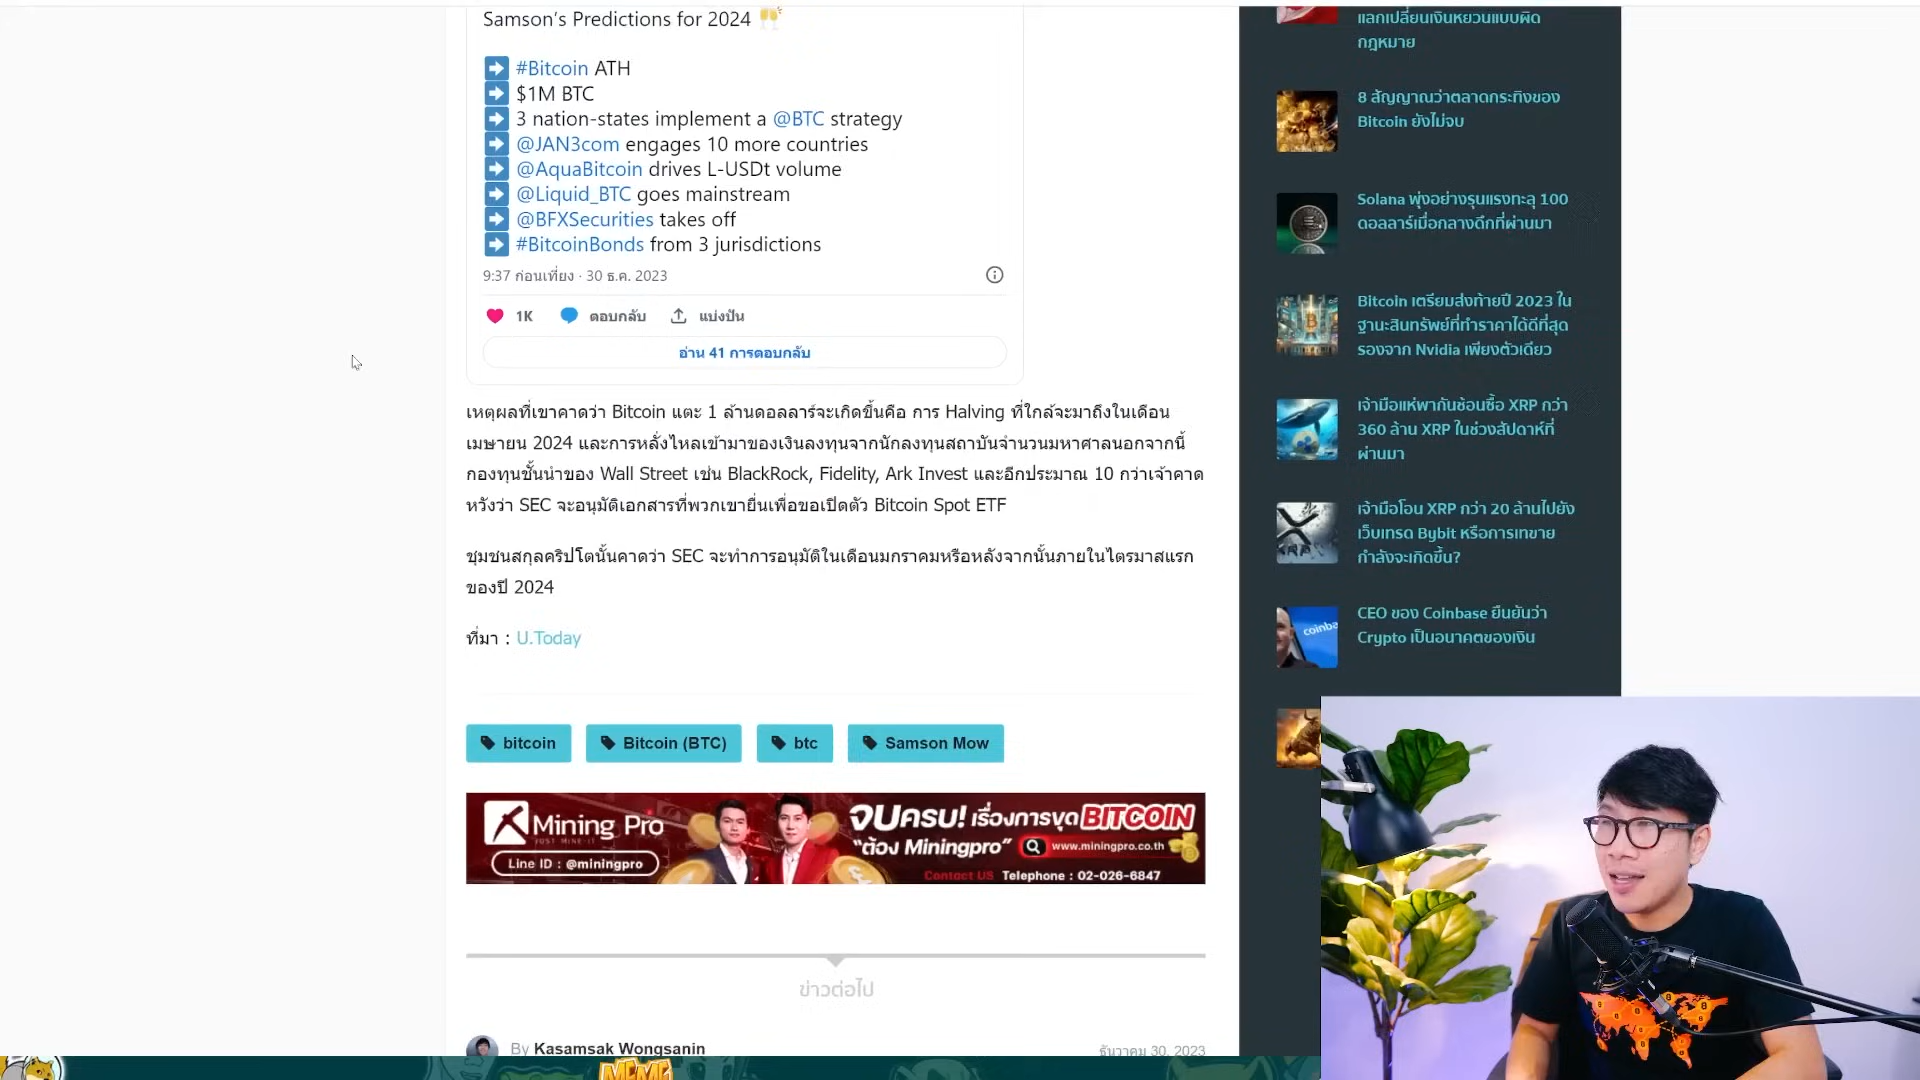 Samson's Predictions for 2024
#Bitcoin ATH
$1M BTC
3 nation-states implement a @BTC strategy
@JAN3com engages 10 more countries
@AquaBitcoin drives L-USDt volume
@Liquid_BTC goes mainstream
@BFXSecurities takes off
#BitcoinBonds from 3 jurisdictions
9:37 ก่อนเที่ยง · 30 ธ.ค. 2023
1K ตอบกลับ แบ่งปัน
อ่าน 41 การตอบกลับ
เหตุผลที่เขาคาดว่า Bitcoin แตะ 1 ล้านดอลลาร์จะเกิดขึ้นคือ การ Halving ที่ใกล้จะมาถึงในเดือน
เมษายน 2024 และการหลั่งไหลเข้ามาของเงินลงทุนจากนักลงทุนสถาบันจำนวนมหาศาลนอกจากนี้
กองทุนชั้นนำของ Wall Street เช่น BlackRock, Fidelity, Ark Invest และอีกประมาณ 10 กว่าเจ้าคาด
หวังว่า SEC จะอนุมัติเอกสารที่พวกเขายื่นเพื่อขอเปิดตัว Bitcoin Spot ETF
ชุมชนสกุลคริปโตนั้นคาดว่า SEC จะทำการอนุมัติในเดือนมกราคมหรือหลังจากนั้นภายในไตรมาสแรก
ของปี 2024
ที่มา : U.Today
bitcoin
Bitcoin (BTC)
btc
Samson Mow
Mining Pro
JUST MINE IT
Line ID : @miningpro
จบครบ! เรื่องการขุด BITCOIN
"ต้อง Miningpro" www.miningpro.co.th
Contact US Telephone : 02-026-6847
ข่าวต่อไป
By Kasamsak Wongsanin
ธันวาคม 30, 2023
MEME
แลกเปลี่ยนเงินหยวนแบบผิด
กฎหมาย
8 สัญญาณว่าตลาดกระทิงของ
Bitcoin ยังไม่จบ
Solana พุ่งอย่างรุนแรงทะลุ 100
ดอลลาร์เมื่อกลางดึกที่ผ่านมา
Bitcoin เตรียมส่งท้ายปี 2023 ใน
ฐานะสินทรัพย์ที่ทำราคาได้ดีที่สุด
รองจาก Nvidia เพียงตัวเดียว
เจ้ามือแห่พากันช้อนซื้อ XRP กว่า
360 ล้าน XRP ในช่วงสัปดาห์ที่
ผ่านมา
เจ้ามือโอน XRP กว่า 20 ล้านไปยัง
เว็บเทรด Bybit หรือการเทขาย
กำลังจะเกิดขึ้น?
coinba
CEO ของ Coinbase ยืนยันว่า
Crypto เป็นอนาคตของเงิน